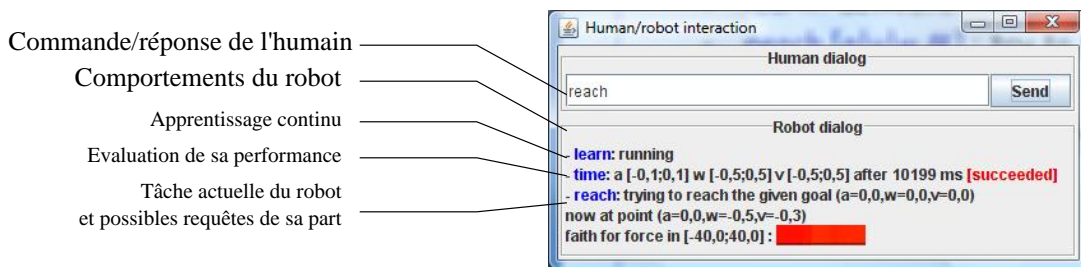 Commande/réponse de l'humain
Comportements du robot
Apprentissage continu
Evaluation de sa performance
Tâche actuelle du robot
et possibles requêtes de sa part
Human/robot interaction
Human dialog
reach
Send
Robot dialog
- learn: running
- time: a [-0,1;0,1] w [-0,5;0,5] v [-0,5;0,5] after 10199 ms [succeeded]
- reach: trying to reach the given goal (a=0,0,w=0,0,v=0,0)
now at point (a=0,0,w=-0,5,v=-0,3)
faith for force in [-40,0;40,0] :